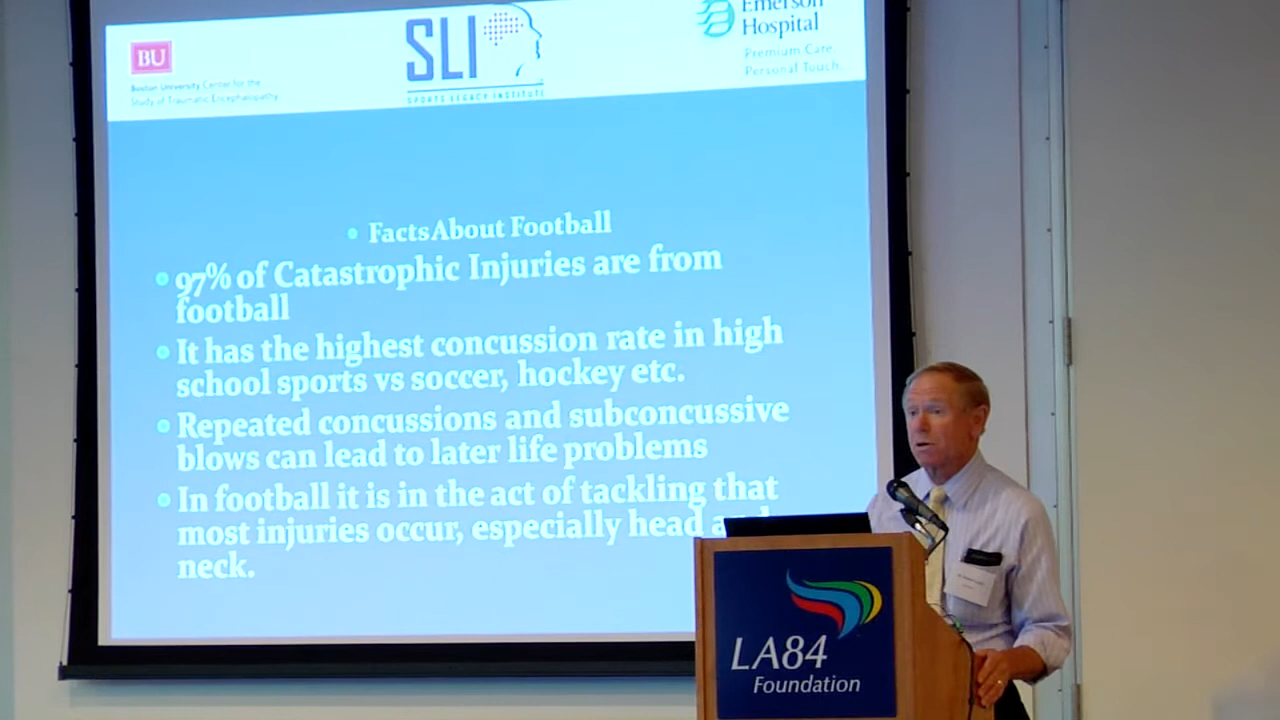 BU
Boston University Center for the
Study of Traumatic Encephalopathy
SLI
SPORTS LEGACY INSTITUTE
Emerson
Hospital
Premium Care.
Personal Touch.
• Facts About Football
• 97% of Catastrophic Injuries are from
football
• It has the highest concussion rate in high
school sports vs soccer, hockey etc.
• Repeated concussions and subconcussive
blows can lead to later life problems
• In football it is in the act of tackling that
most injuries occur, especially head and
neck.
LA84
Foundation